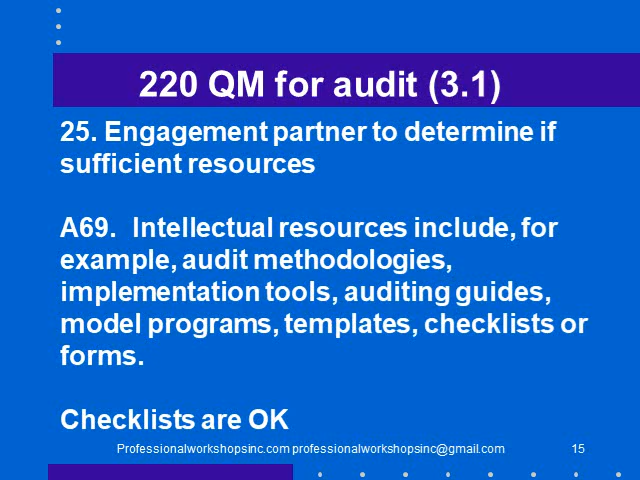 220 QM for audit (3.1)
25. Engagement partner to determine if
sufficient resources
A69.  Intellectual resources include, for
example, audit methodologies,
implementation tools, auditing guides,
model programs, templates, checklists or
forms.
Checklists are OK
Professionalworkshopsinc.com professionalworkshopsinc@gmail.com 15